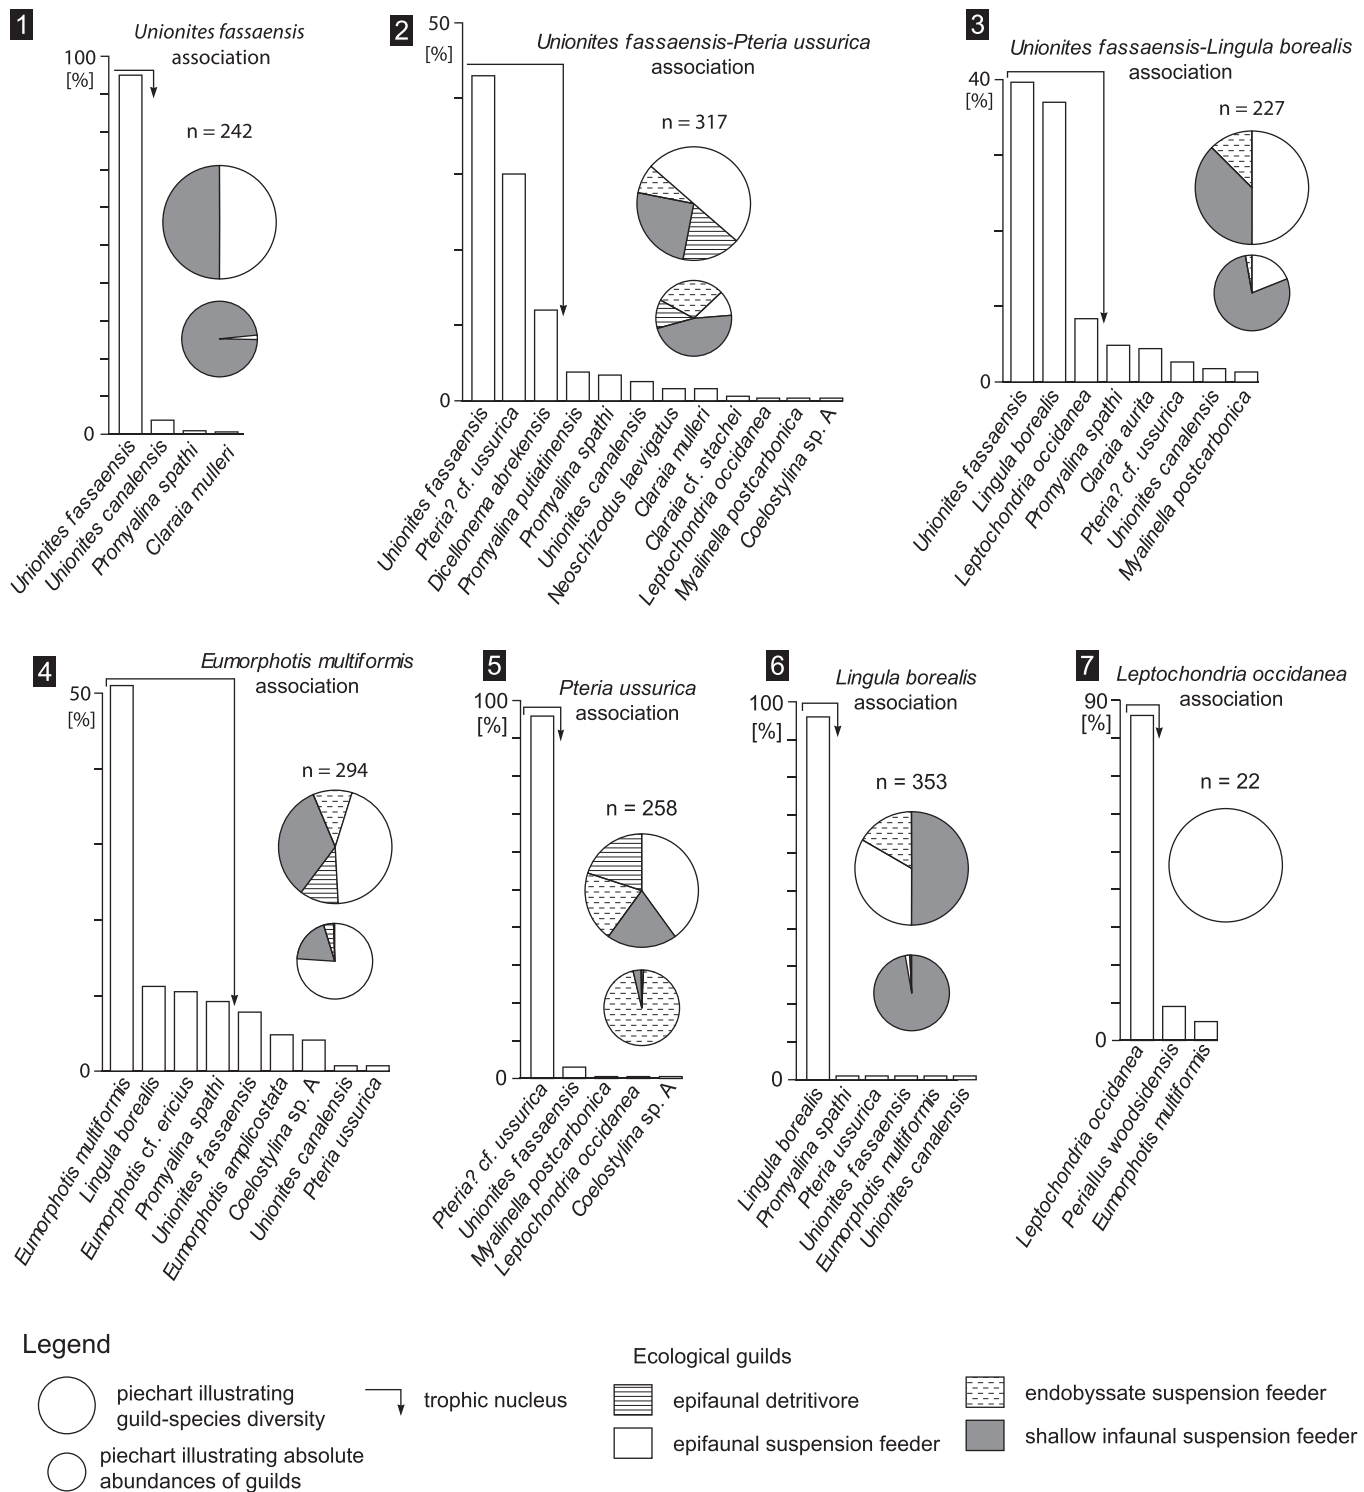 1
Unionites fassaensis
association
100
[%]
n = 242
0
Unionites fassaensis
Unionites canalensis
Promyalina spathi
Claraia mulleri
2
50
[%]
Unionites fassaensis-Pteria ussurica
association
n = 317
0
Unionites fassaensis
Pteria? cf. ussurica
Dicellonema abrekensis
Promyalina putiatinensis
Promyalina spathi
Unionites canalensis
Neoschizodus laevigatus
Claraia mulleri
Claraia cf. stachei
Leptochondria occidanea
Myalinella postcarbonica
Coelostylina sp. A
3
Unionites fassaensis-Lingula borealis
association
40
[%]
n = 227
0
Unionites fassaensis
Lingula borealis
Leptochondria occidanea
Promyalina spathi
Claraia aurita
Pteria? cf. ussurica
Unionites canalensis
Myalinella postcarbonica
4
Eumorphotis multiformis
association
50
[%]
n = 294
0
Eumorphotis multiformis
Lingula borealis
Eumorphotis cf. ericius
Promyalina spathi
Unionites fassaensis
Eumorphotis amplicostata
Coelostylina sp. A
Unionites canalensis
Pteria ussurica
5
Pteria ussurica
association
100
[%]
n = 258
0
Pteria? cf. ussurica
Unionites fassaensis
Myalinella postcarbonica
Leptochondria occidanea
Coelostylina sp. A
6
Lingula borealis
association
100
[%]
n = 353
0
Lingula borealis
Promyalina spathi
Pteria ussurica
Unionites fassaensis
Eumorphotis multiformis
Unionites canalensis
7
Leptochondria occidanea
association
90
[%]
n = 22
0
Leptochondria occidanea
Periallus woodsidensis
Eumorphotis multiformis
Legend
piechart illustrating
guild-species diversity
piechart illustrating absolute
abundances of guilds
trophic nucleus
Ecological guilds
epifaunal detritivore
epifaunal suspension feeder
endobyssate suspension feeder
shallow infaunal suspension feeder